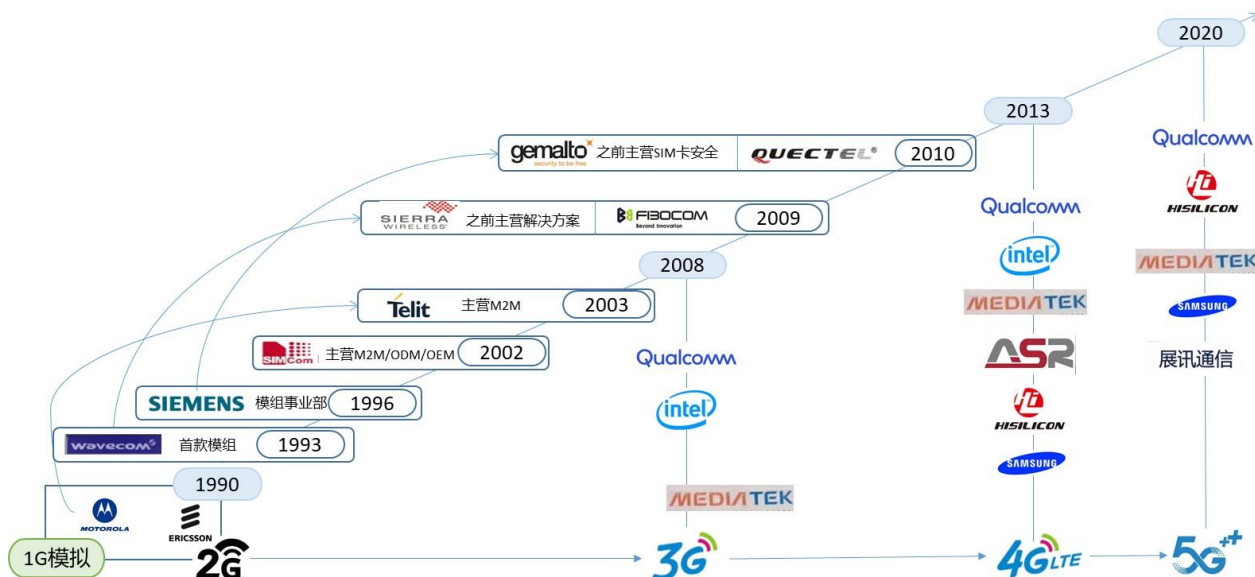 2020
2013
Qualcomm
gemalto
security to be free
之前主营SIM卡安全
QUECTEL®
2010
HISILICON
Qualcomm
SIERRA
WIRELESS
之前主营解决方案
FIBOCOM
Beyond Innovation
2009
intel
MEDIATEK
2008
Telit
主营M2M
2003
MEDIATEK
SAMSUNG
SIMCom
主营M2M/ODM/OEM
2002
Qualcomm
ASR
展讯通信
SIEMENS
模组事业部
1996
intel
HISILICON
wavecom
首款模组
1993
SAMSUNG
1990
MEDIATEK
MOTOROLA
ERICSSON
1G模拟
2G
3G
4G LTE
5G++